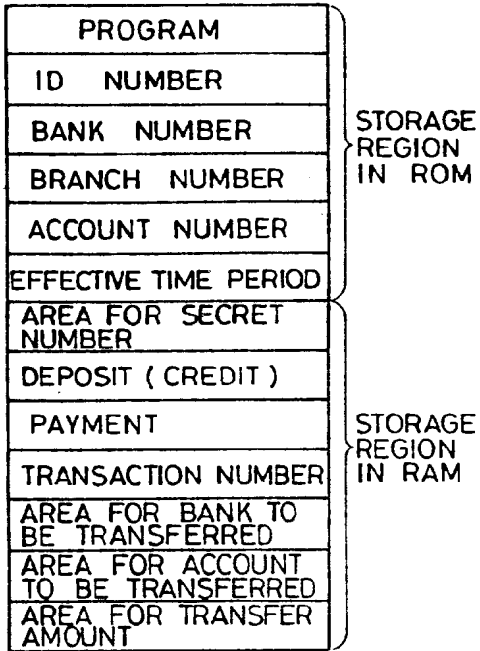 PROGRAM
ID NUMBER
BANK NUMBER
BRANCH NUMBER
ACCOUNT NUMBER
EFFECTIVE TIME PERIOD
STORAGE
REGION
IN ROM
AREA FOR SECRET
NUMBER
DEPOSIT ( CREDIT )
PAYMENT
TRANSACTION NUMBER
AREA FOR BANK TO
BE TRANSFERRED
AREA FOR ACCOUNT
TO BE TRANSFERRED
AREA FOR TRANSFER
AMOUNT
STORAGE
REGION
IN RAM